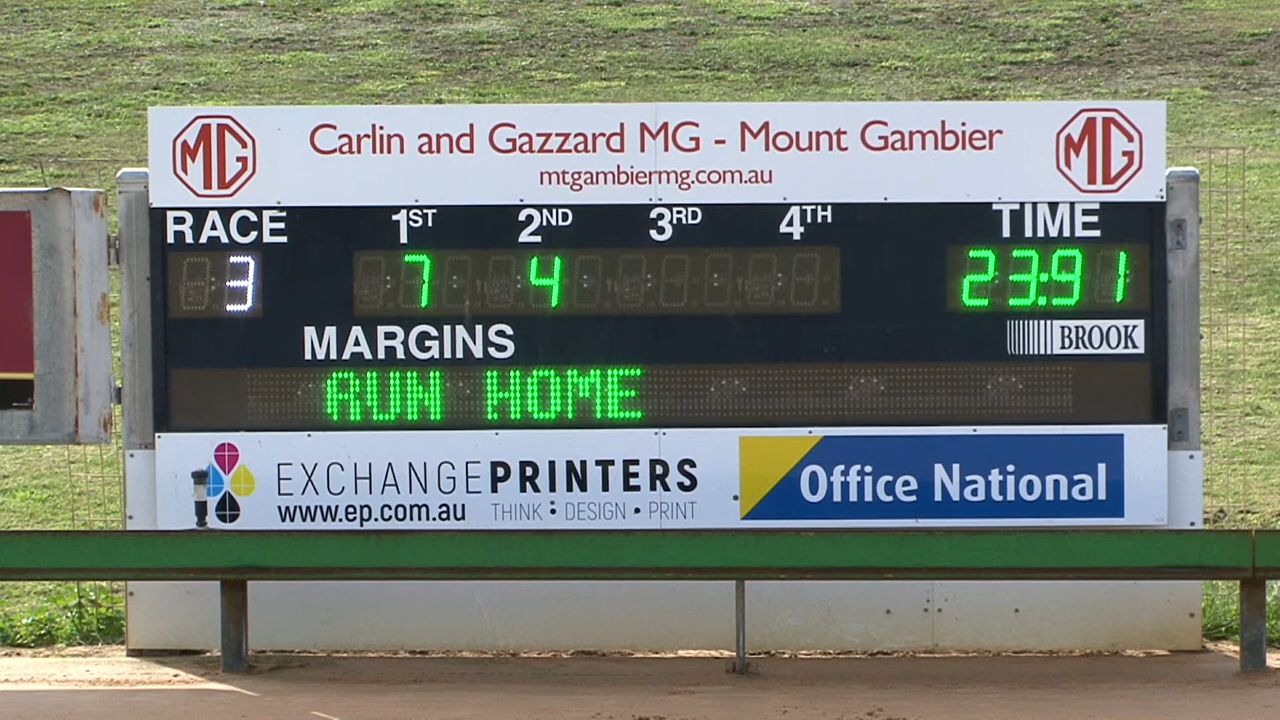 MG Carlin and Gazzard MG - Mount Gambier MG
mtgambiermg.com.au
RACE 1ST 2ND 3RD 4TH TIME
3 7 4 23:91
MARGINS BROOK
RUN HOME
EXCHANGEPRINTERS Office National
www.ep.com.au THINK : DESIGN • PRINT